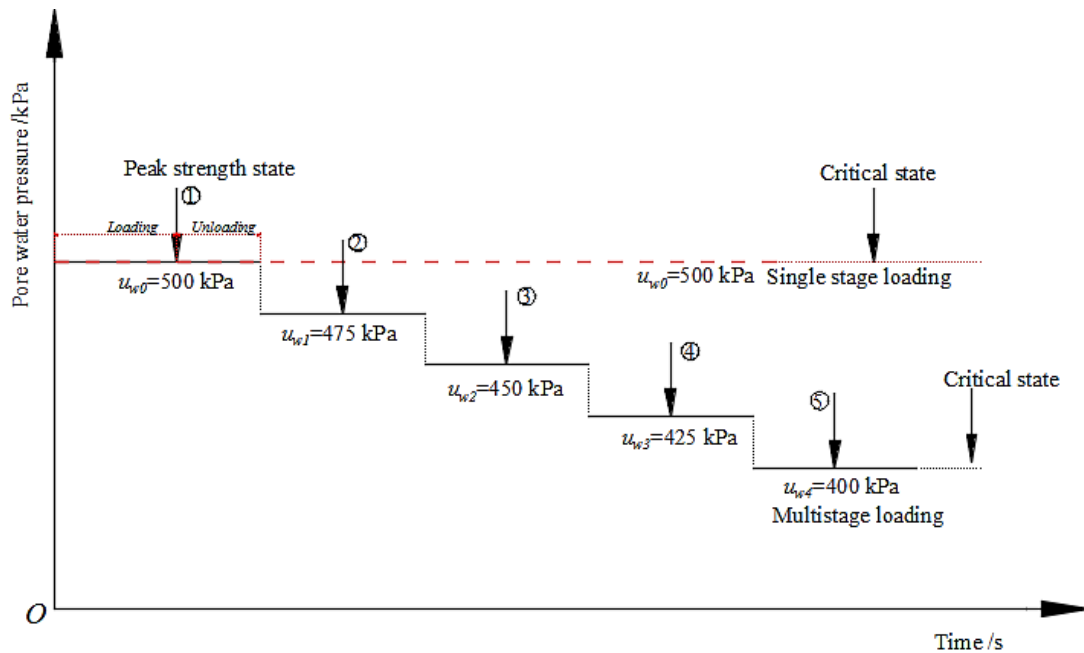 Pore water pressure /kPa
Peak strength state
①
Loading
Unloading
u_w0=500 kPa
②
u_w1=475 kPa
③
u_w2=450 kPa
④
u_w3=425 kPa
⑤
u_w4=400 kPa
Multistage loading
Critical state
u_w0=500 kPa
Single stage loading
Critical state
O
Time /s